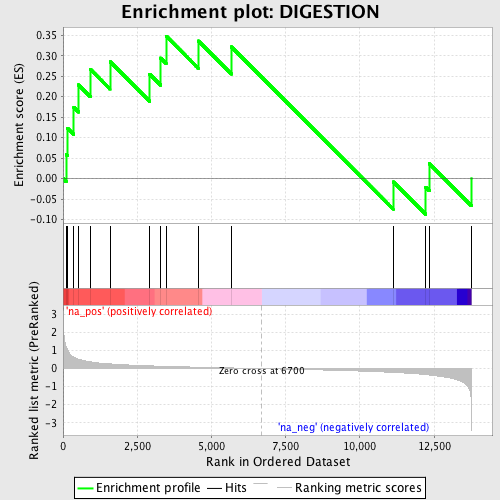 Enrichment plot: DIGESTION
Enrichment score (ES)
0.35
0.30
0.25
0.20
0.15
0.10
0.05
0.00
-0.05
-0.10
'na_pos' (positively correlated)
Ranked list metric (PreRanked)
3
2
1
0
-1
-2
-3
Zero cross at 6700
'na_neg' (negatively correlated)
0
2,500
5,000
7,500
10,000
12,500
Rank in Ordered Dataset
Enrichment profile
Hits
Ranking metric scores